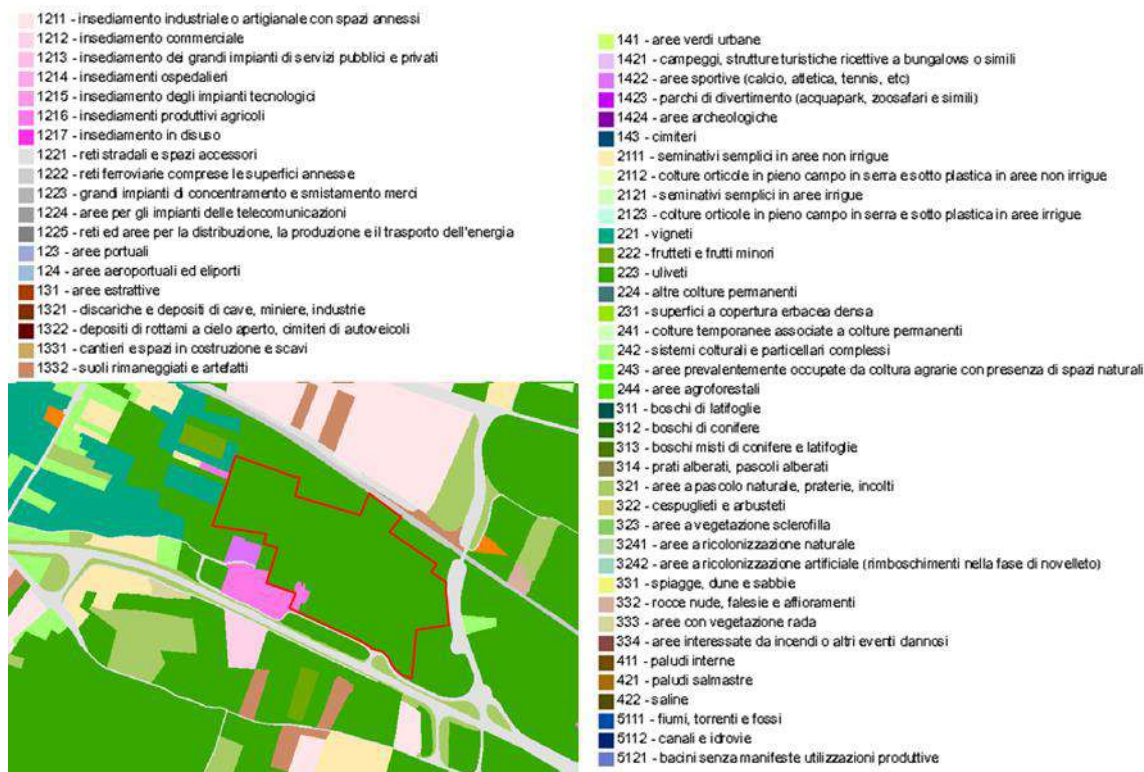 1211 - insediamento industriale o artigianale con spazi annessi
1212 - insediamento commerciale
1213 - insediamento dei grandi impianti di servizi pubblici e privati
1214 - insediamenti ospedalieri
1215 - insediamento degli impianti tecnologici
1216 - insediamenti produttivi agricoli
1217 - insediamento in disuso
1221 - reti stradali e spazi accessori
1222 - reti ferroviarie comprese le superfici annesse
1223 - grandi impianti di concentramento e smistamento merci
1224 - aree per gli impianti delle telecomunicazioni
1225 - reti ed aree per la distribuzione, la produzione e il trasporto dell'energia
123 - aree portuali
124 - aree aeroportuali ed eliporti
131 - aree estrattive
1321 - discariche e depositi di cave, miniere, industrie
1322 - depositi di rottami a cielo aperto, cimiteri di autoveicoli
1331 - cantieri e spazi in costruzione e scavi
1332 - suoli rimaneggiati e artefatti
141 - aree verdi urbane
1421 - campeggi, strutture turistiche ricettive a bungalows o simili
1422 - aree sportive (calcio, atletica, tennis, etc)
1423 - parchi di divertimento (acquapark, zoosafari e simili)
1424 - aree archeologiche
143 - cimiteri
2111 - seminativi semplici in aree non irrigue
2112 - colture orticole in pieno campo in serra e sotto plastica in aree non irrigue
2121 - seminativi semplici in aree irrigue
2123 - colture orticole in pieno campo in serra e sotto plastica in aree irrigue
221 - vigneti
222 - frutteti e frutti minori
223 - uliveti
224 - altre colture permanenti
231 - superfici a copertura erbacea densa
241 - colture temporanee associate a colture permanenti
242 - sistemi colturali e particellari complessi
243 - aree prevalentemente occupate da coltura agrarie con presenza di spazi naturali
244 - aree agroforestali
311 - boschi di latifoglie
312 - boschi di conifere
313 - boschi misti di conifere e latifoglie
314 - prati alberati, pascoli alberati
321 - aree a pascolo naturale, praterie, incolti
322 - cespuglieti e arbusteti
323 - aree a vegetazione sclerofilla
3241 - aree a ricolonizzazione naturale
3242 - aree a ricolonizzazione artificiale (rimboschimenti nella fase di novelleto)
331 - spiagge, dune e sabbie
332 - rocce nude, falesie e affioramenti
333 - aree con vegetazione rada
334 - aree interessate da incendi o altri eventi dannosi
411 - paludi interne
421 - paludi salmastre
422 - saline
5111 - fiumi, torrenti e fossi
5112 - canali e idrovie
5121 - bacini senza manifeste utilizzazioni produttive